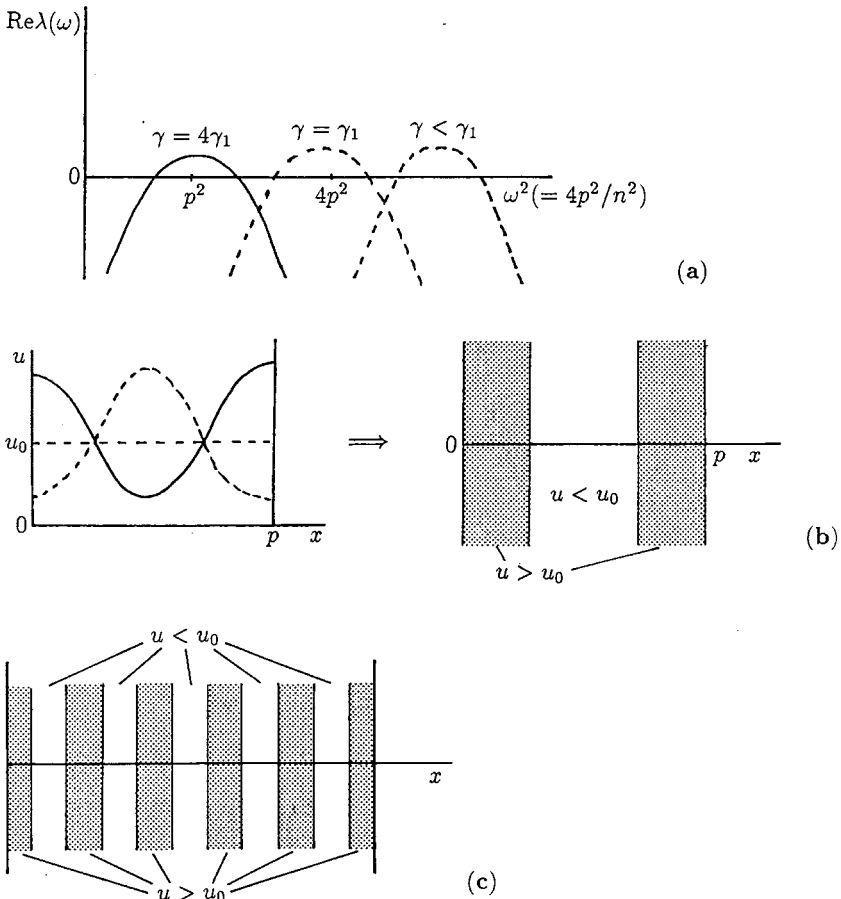 Reλ(ω)
γ = 4γ₁ γ = γ₁ γ < γ₁
0 p² 4p² ω²(= 4p²/n²)
(a)
u
u₀ ⟹ 0 p x
u < u₀
0 p x (b)
u > u₀
u < u₀
x
u > u₀ (c)